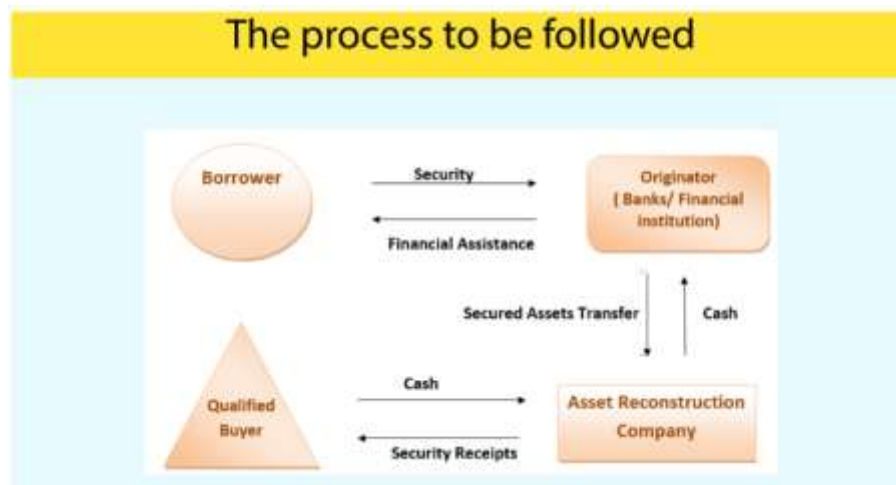 The process to be followed
Borrower
Security
Originator
( Banks/ Financial
institution)
Financial Assistance
Secured Assets Transfer
Cash
Cash
Qualified
Buyer
Asset Reconstruction
Company
Security Receipts